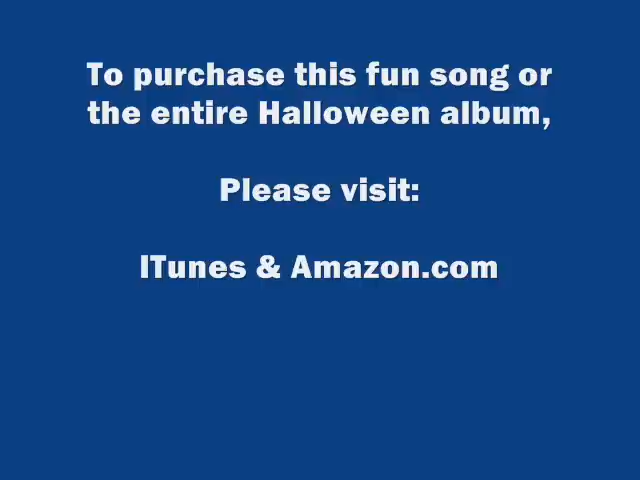 To purchase this fun song or
the entire Halloween album,
Please visit:
ITunes & Amazon.com